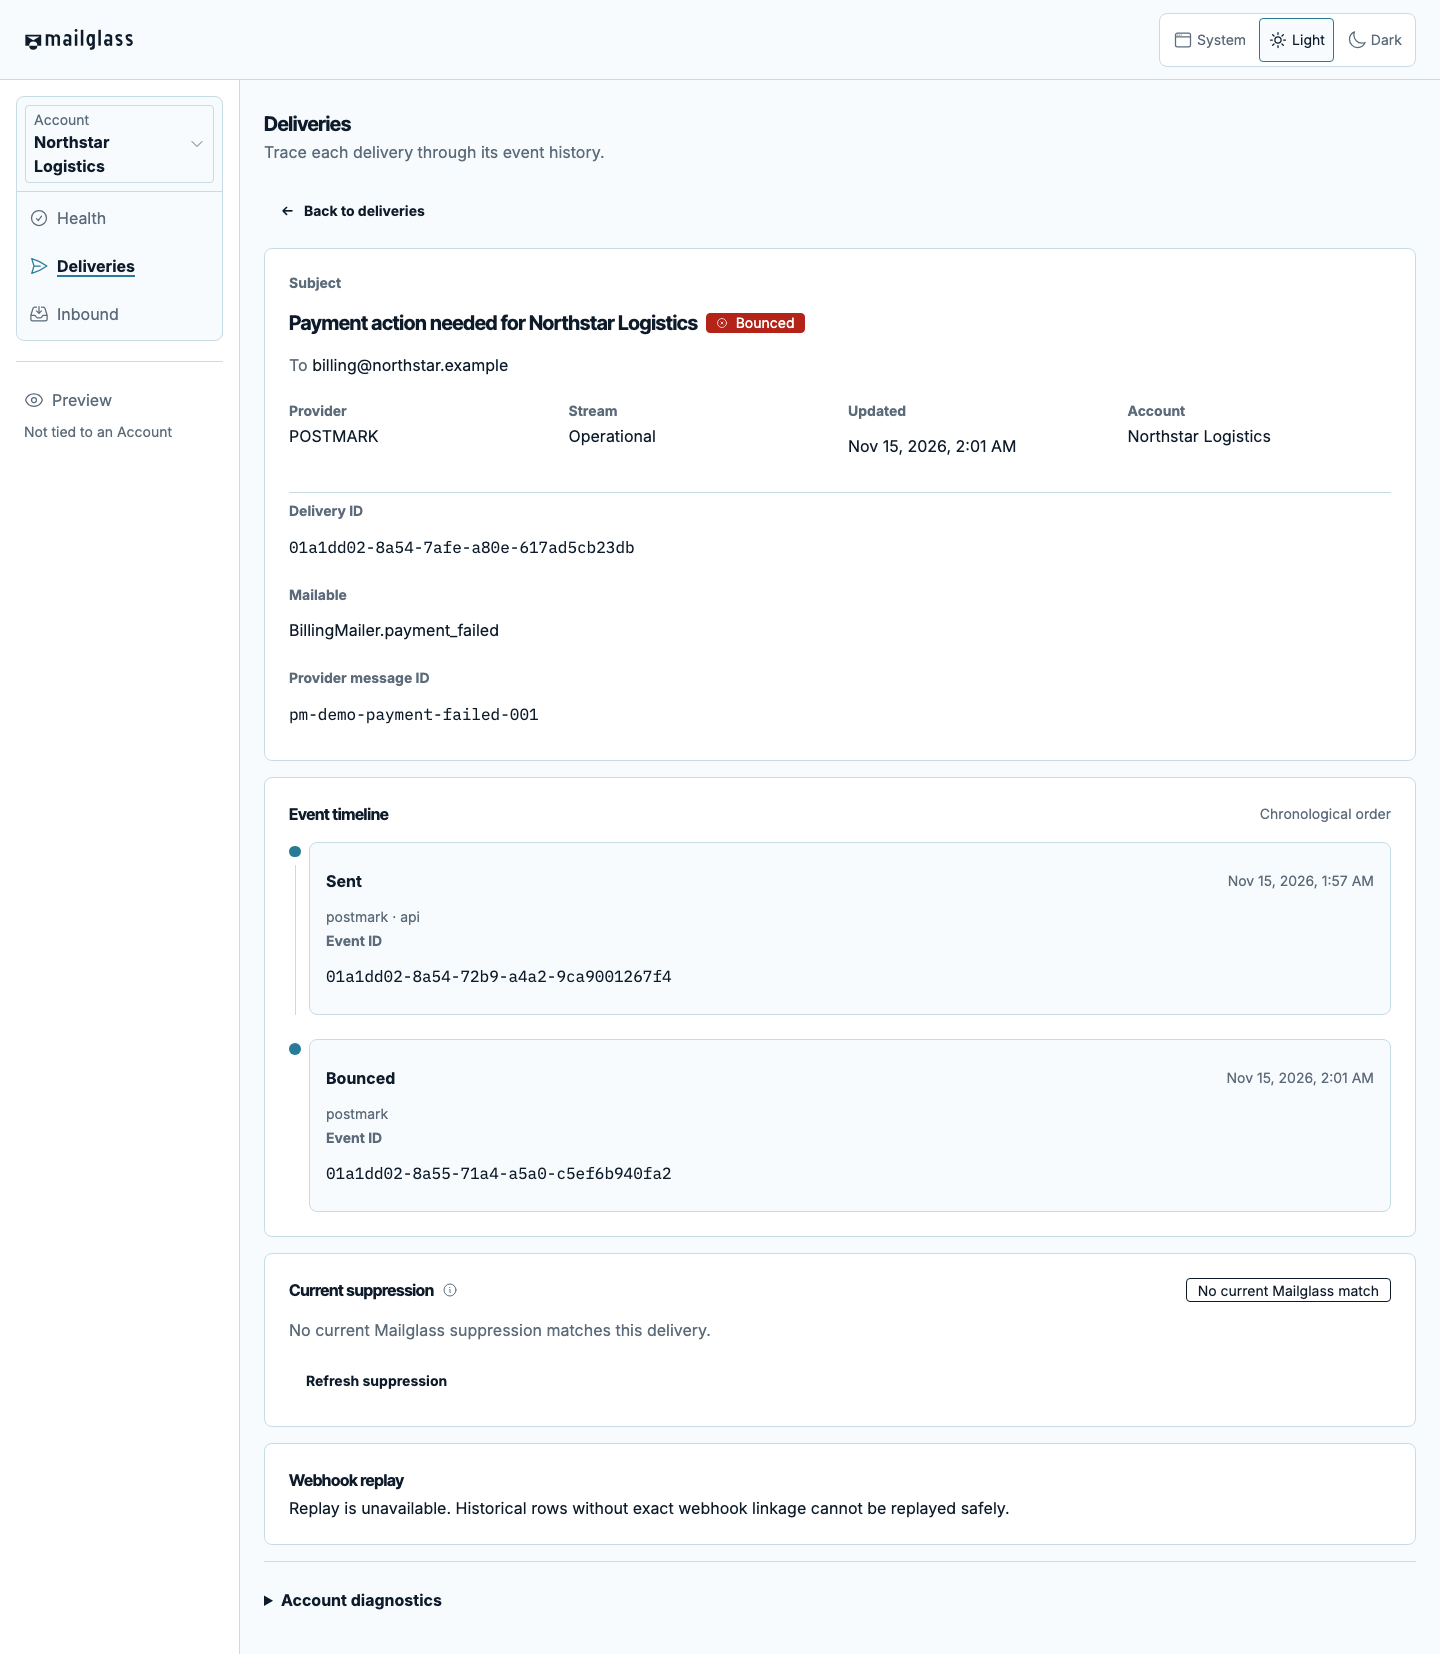 mailglass
System
Light
Dark
Account
Northstar
Logistics
Health
Deliveries
Inbound
Preview
Not tied to an Account
Deliveries
Trace each delivery through its event history.
Back to deliveries
Subject
Payment action needed for Northstar Logistics
Bounced
To billing@northstar.example
Provider
POSTMARK
Stream
Operational
Updated
Nov 15, 2026, 2:01 AM
Account
Northstar Logistics
Delivery ID
01a1dd02-8a54-7afe-a80e-617ad5cb23db
Mailable
BillingMailer.payment_failed
Provider message ID
pm-demo-payment-failed-001
Event timeline
Chronological order
Sent
Nov 15, 2026, 1:57 AM
postmark · api
Event ID
01a1dd02-8a54-72b9-a4a2-9ca9001267f4
Bounced
Nov 15, 2026, 2:01 AM
postmark
Event ID
01a1dd02-8a55-71a4-a5a0-c5ef6b940fa2
Current suppression
No current Mailglass match
No current Mailglass suppression matches this delivery.
Refresh suppression
Webhook replay
Replay is unavailable. Historical rows without exact webhook linkage cannot be replayed safely.
Account diagnostics